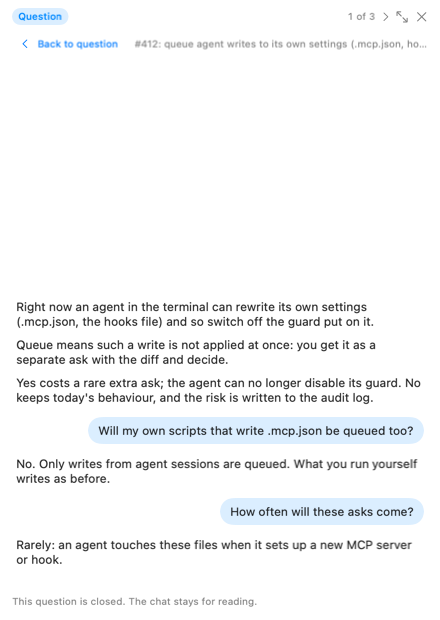 Question
1 of 3
Back to question
#412: queue agent writes to its own settings (.mcp.json, ho...
Right now an agent in the terminal can rewrite its own settings
(.mcp.json, the hooks file) and so switch off the guard put on it.
Queue means such a write is not applied at once: you get it as a
separate ask with the diff and decide.
Yes costs a rare extra ask; the agent can no longer disable its guard. No
keeps today's behaviour, and the risk is written to the audit log.
Will my own scripts that write .mcp.json be queued too?
No. Only writes from agent sessions are queued. What you run yourself
writes as before.
How often will these asks come?
Rarely: an agent touches these files when it sets up a new MCP server
or hook.
This question is closed. The chat stays for reading.